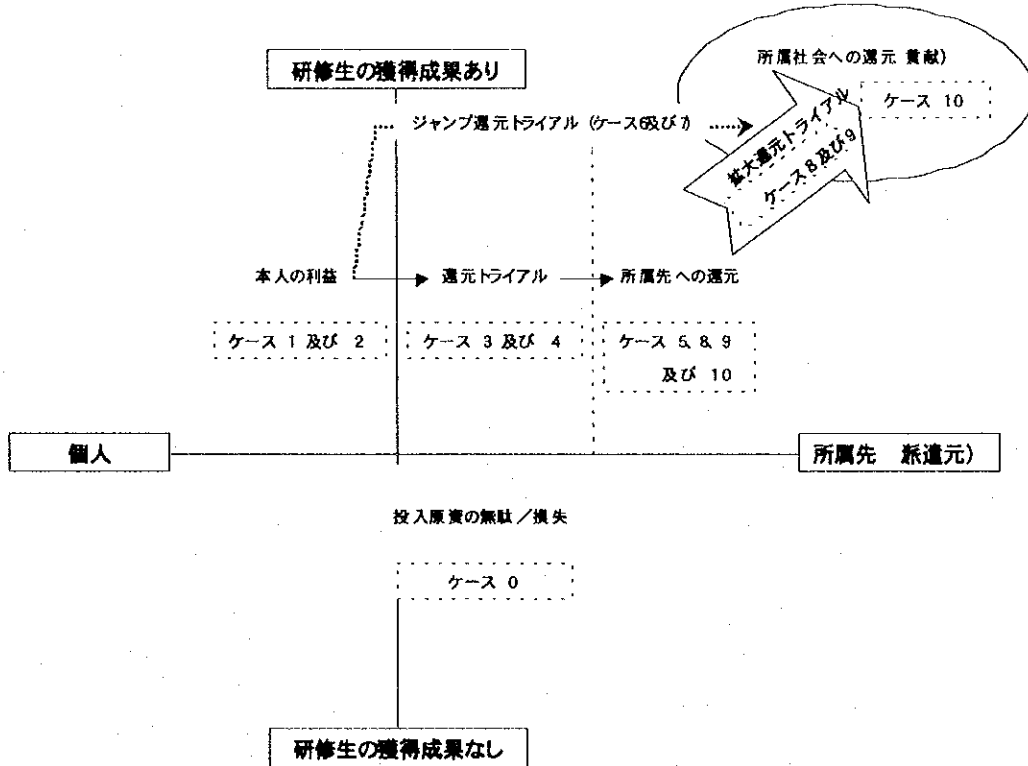 所属社会への還元 貢献)
研修生の獲得成果あり
ケース 10
ジャンプ還元トライアル (ケース6及び7)
拡大還元トライアル
ケース8及び9
本人の利益
還元トライアル
所属先への還元
ケース 1 及び 2
ケース 3 及び 4
ケース 5、8、9
及び 10
個人
所属先 派遣元)
投入原資の無駄／損失
ケース 0
研修生の獲得成果なし